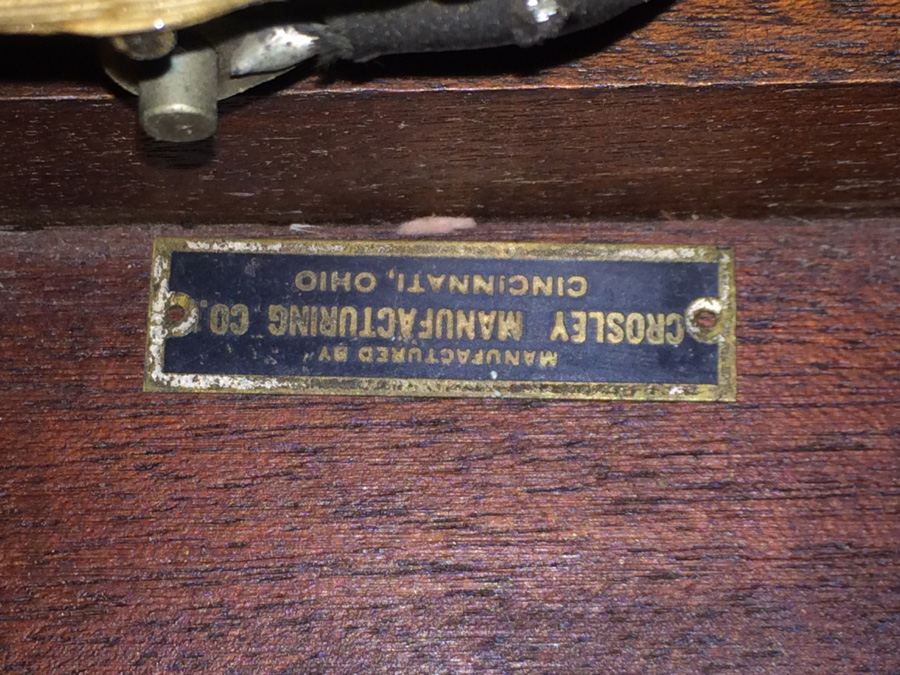 MANUFACTURED BY
CROSLEY MANUFACTURING CO.
CINCINNATI, OHIO